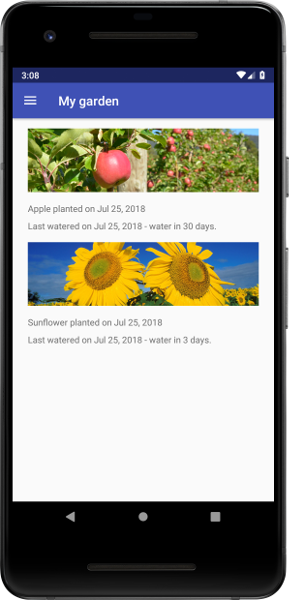 3:08
My garden
Apple planted on Jul 25, 2018
Last watered on Jul 25, 2018 - water in 30 days.
Sunflower planted on Jul 25, 2018
Last watered on Jul 25, 2018 - water in 3 days.